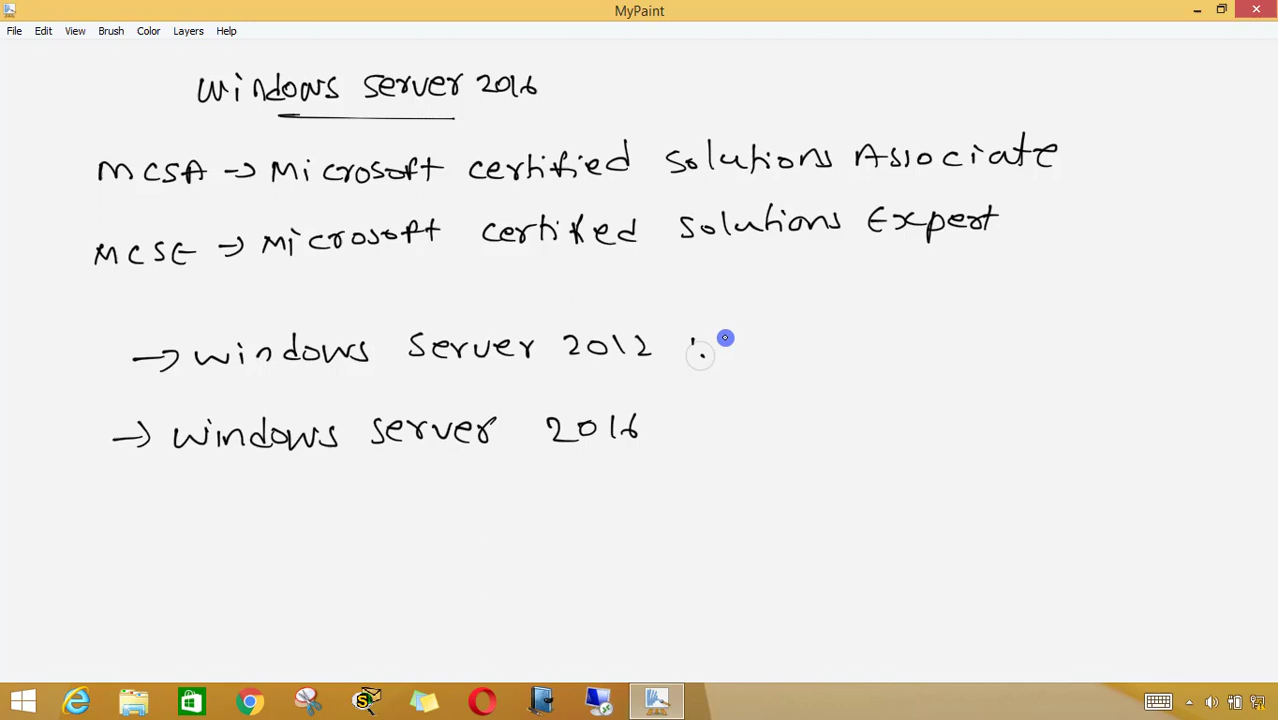 MyPaint
File Edit View Brush Color Layers Help
Windows Server 2016
MCSA → Microsoft certified Solutions Associate
MCSE → Microsoft certified Solutions Expert
→ Windows Server 2012
→ Windows Server 2016